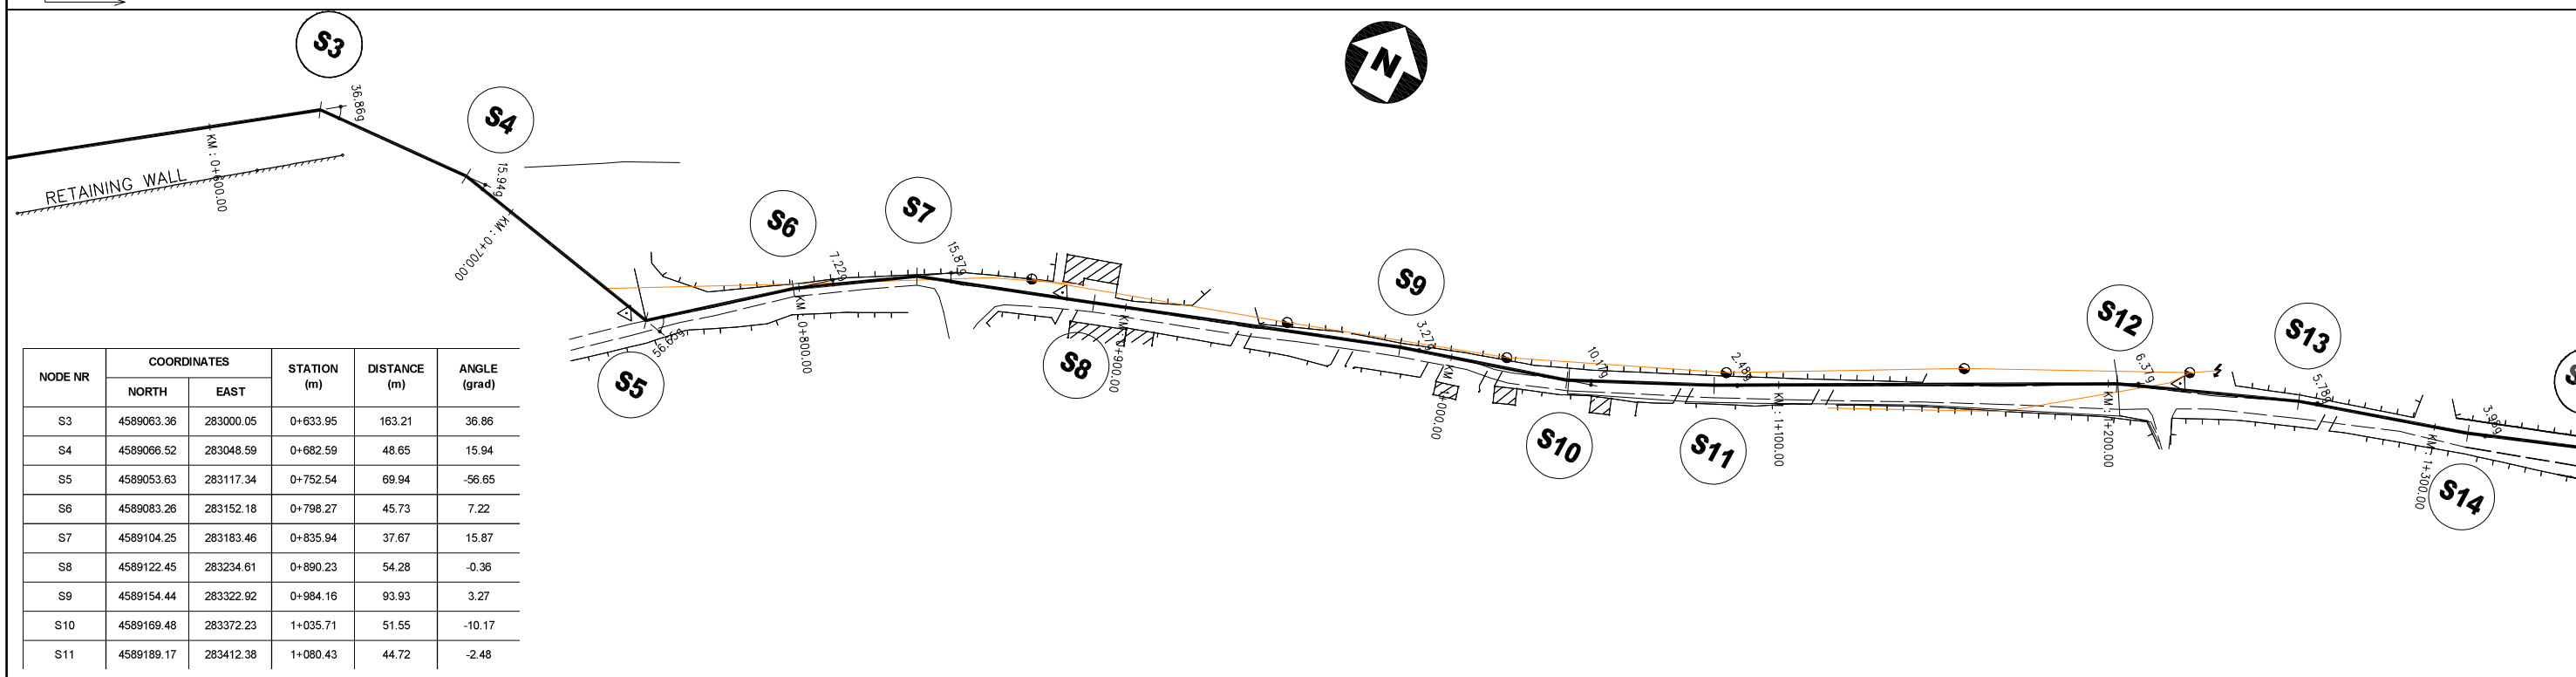 S3
36.86g
S4
15.94g
KM : 0+600.00
RETAINING WALL
KM : 0+700.00
N
S6
7.22g
S7
15.87g
S9
3.27g
S12
6.37g
S13
5.78g
56.65g
S5
KM : 0+800.00
S8
10.17g
S10
2.48g
S11
KM : 1+100.00
KM : 1+200.00
KM : 1+300.00
S14
NODE NR COORDINATES STATION (m) DISTANCE (m) ANGLE (grad)
NORTH EAST
S3 4589063.36 283000.05 0+633.95 163.21 36.86
S4 4589066.52 283048.59 0+682.59 48.65 15.94
S5 4589053.63 283117.34 0+752.54 69.94 -56.65
S6 4589083.26 283152.18 0+798.27 45.73 7.22
S7 4589104.25 283183.46 0+835.94 37.67 15.87
S8 4589122.45 283234.61 0+890.23 54.28 -0.36
S9 4589154.44 283322.92 0+984.16 93.93 3.27
S10 4589169.48 283372.23 1+035.71 51.55 -10.17
S11 4589189.17 283412.38 1+080.43 44.72 -2.48